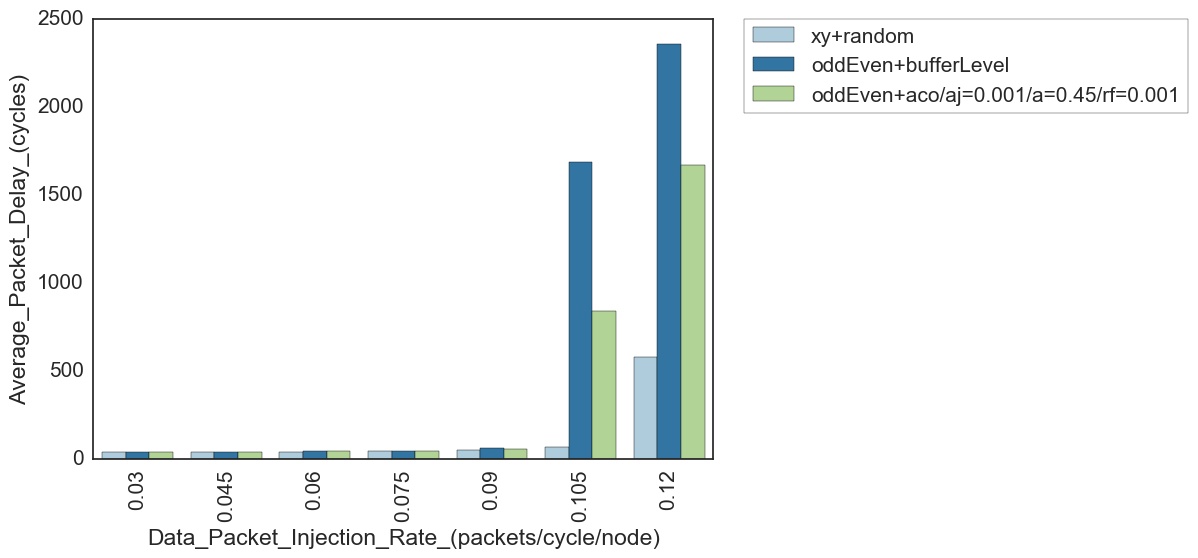 2500
2000
1500
1000
500
0
Average_Packet_Delay_(cycles)
0.03
0.045
0.06
0.075
0.09
0.105
0.12
Data_Packet_Injection_Rate_(packets/cycle/node)
xy+random
oddEven+bufferLevel
oddEven+aco/aj=0.001/a=0.45/rf=0.001